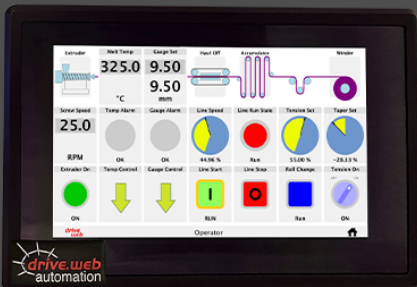 Extruder
Melt Temp
Gauge Set
Haul Off
Accumulator
Winder
325.0
9.50
°C
9.50
mm
Screw Speed
Temp Alarm
Gauge Alarm
Line Speed
Line Run State
Tension Set
Taper Set
25.0
RPM
OK
OK
44.96 %
Run
55.00 %
-28.13 %
Extruder On
Temp Control
Gauge Control
Line Start
Line Stop
Roll Change
Tension On
I
O
ON
RUN
Run
ON
drive.web
Operator
drive.web
automation